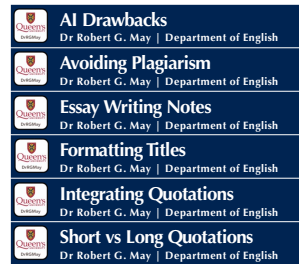 Queen's
DrRGMay
AI Drawbacks
Dr Robert G. May | Department of English
Queen's
DrRGMay
Avoiding Plagiarism
Dr Robert G. May | Department of English
Queen's
DrRGMay
Essay Writing Notes
Dr Robert G. May | Department of English
Queen's
DrRGMay
Formatting Titles
Dr Robert G. May | Department of English
Queen's
DrRGMay
Integrating Quotations
Dr Robert G. May | Department of English
Queen's
DrRGMay
Short vs Long Quotations
Dr Robert G. May | Department of English